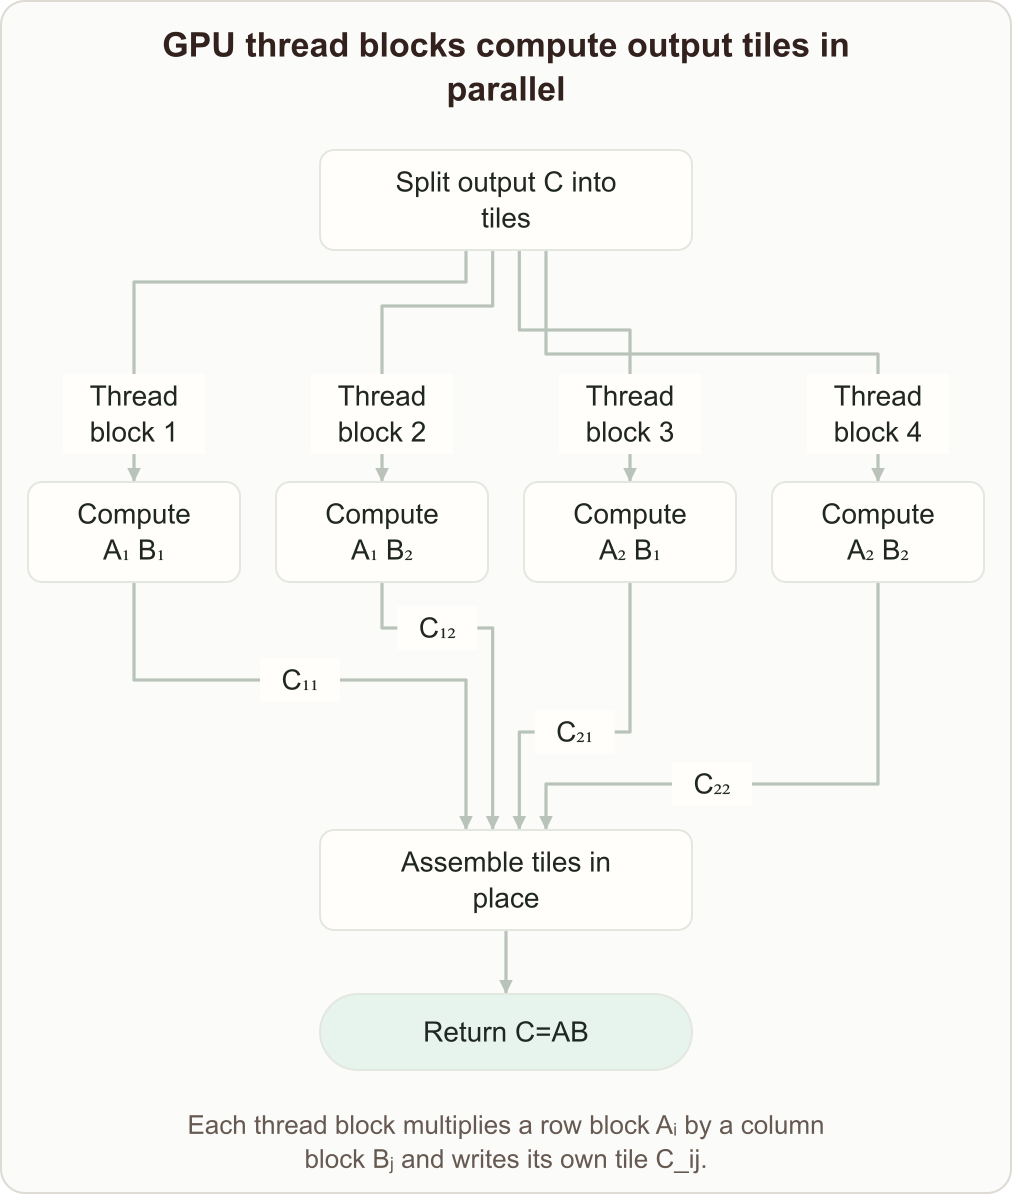 GPU thread blocks compute output tiles in
parallel
Split output C into
tiles
Thread
block 1
Thread
block 2
Thread
block 3
Thread
block 4
Compute
A₁ B₁
Compute
A₁ B₂
Compute
A₂ B₁
Compute
A₂ B₂
C₁₂
C₁₁
C₂₁
C₂₂
Assemble tiles in
place
Return C=AB
Each thread block multiplies a row block Aᵢ by a column
block Bⱼ and writes its own tile C_ij.